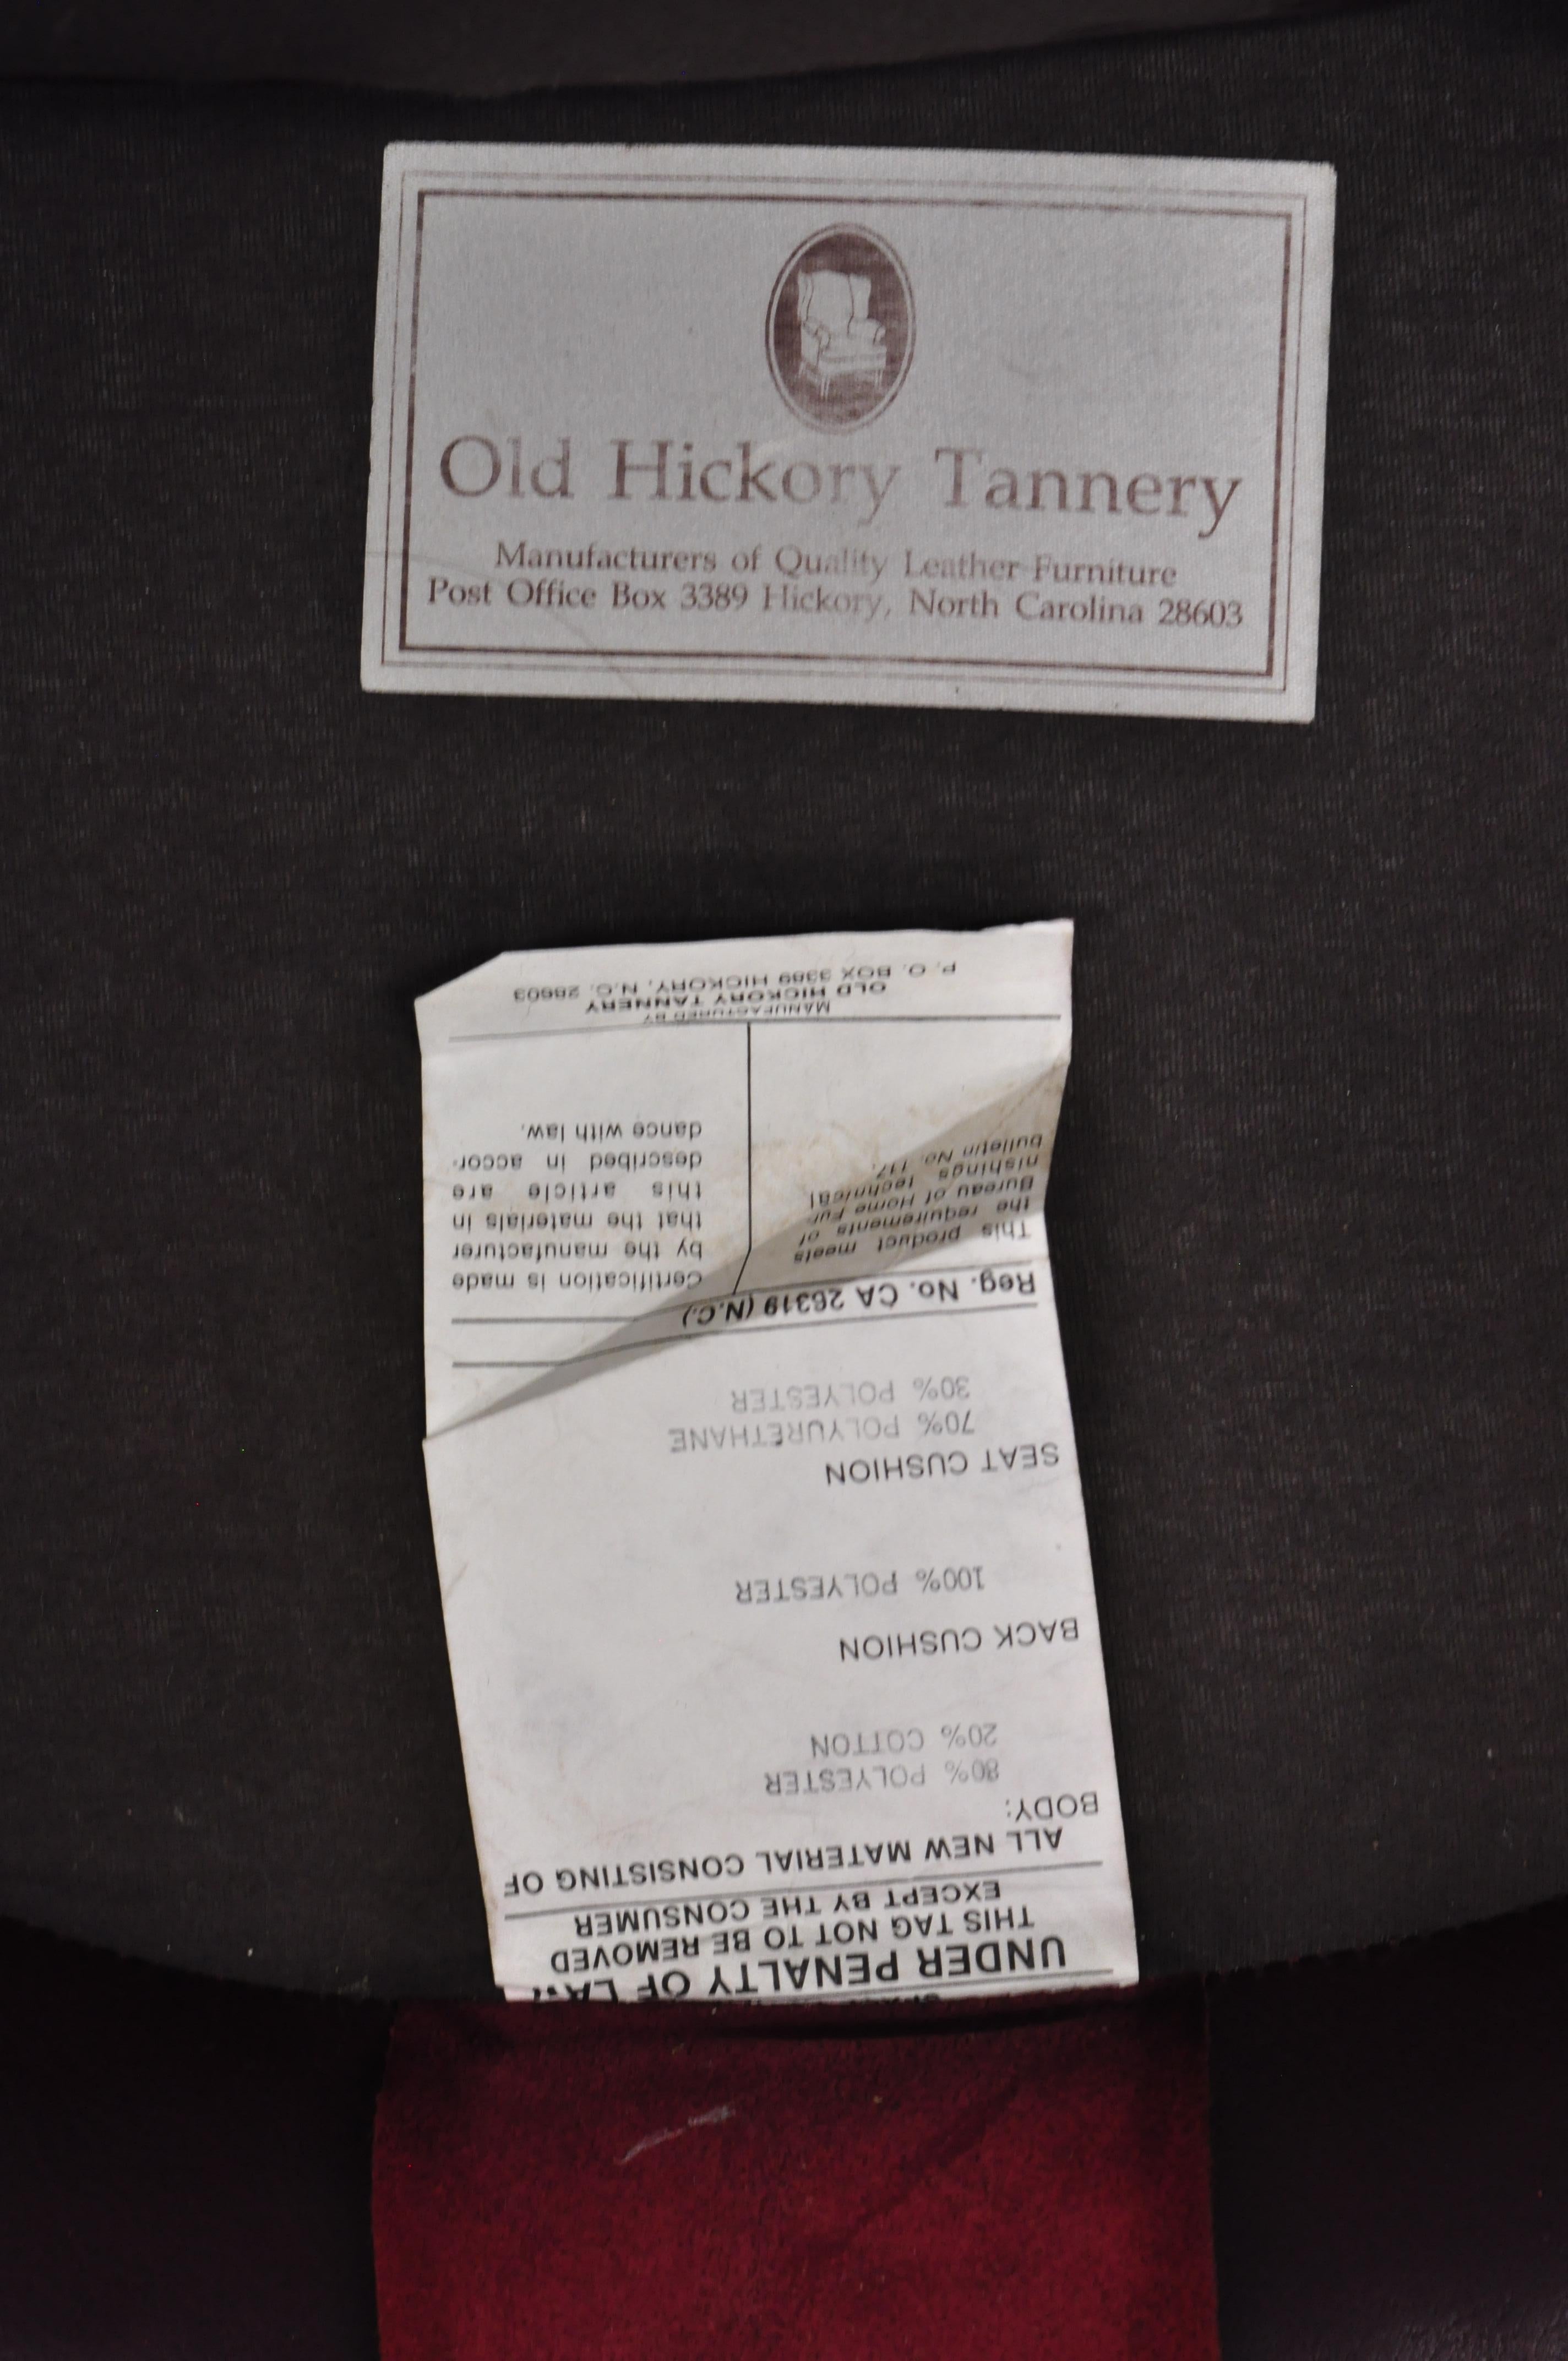 Old Hickory Tannery
Manufacturers of Quality Leather Furniture
Post Office Box 3389 Hickory, North Carolina 28603
UNDER PENALTY OF LAW
THIS TAG NOT TO BE REMOVED
EXCEPT BY THE CONSUMER
ALL NEW MATERIAL CONSISTING OF
BODY:
80% POLYESTER
20% COTTON
BACK CUSHION
100% POLYESTER
SEAT CUSHION
70% POLYURETHANE
30% POLYESTER
Reg. No. CA 26319 (N.C.)
This product meets
the requirements of
Bureau of Home Fur-
nishings technical
bulletin No. 117.
Certification is made
by the manufacturer
that the materials in
this article are
described in accor-
dance with law.
MANUFACTURED BY
OLD HICKORY TANNERY
P. O. BOX 3389 HICKORY, N.C. 28603